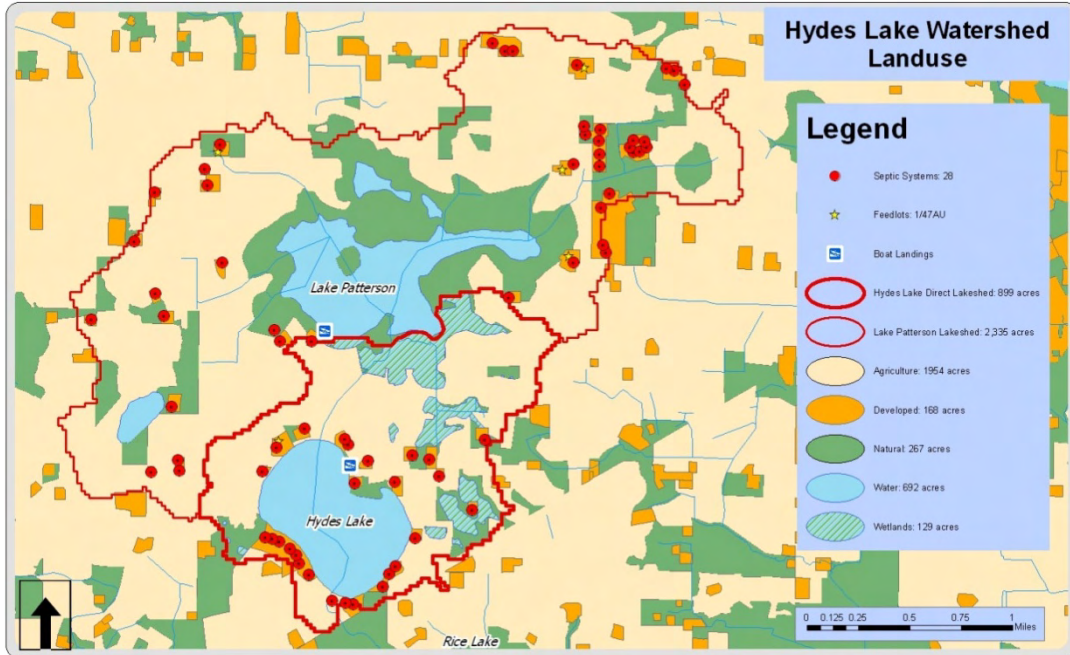 Hydes Lake Watershed
Landuse
Legend
Septic Systems: 28
Feedlots: 1/47AU
Boat Landings
Hydes Lake Direct Lakeshed: 899 acres
Lake Patterson Lakeshed: 2,335 acres
Agriculture: 1954 acres
Developed: 168 acres
Natural: 267 acres
Water: 692 acres
Wetlands: 129 acres
Lake Patterson
Hydes Lake
Rice Lake
0 0.125 0.25 0.5 0.75 1
Miles